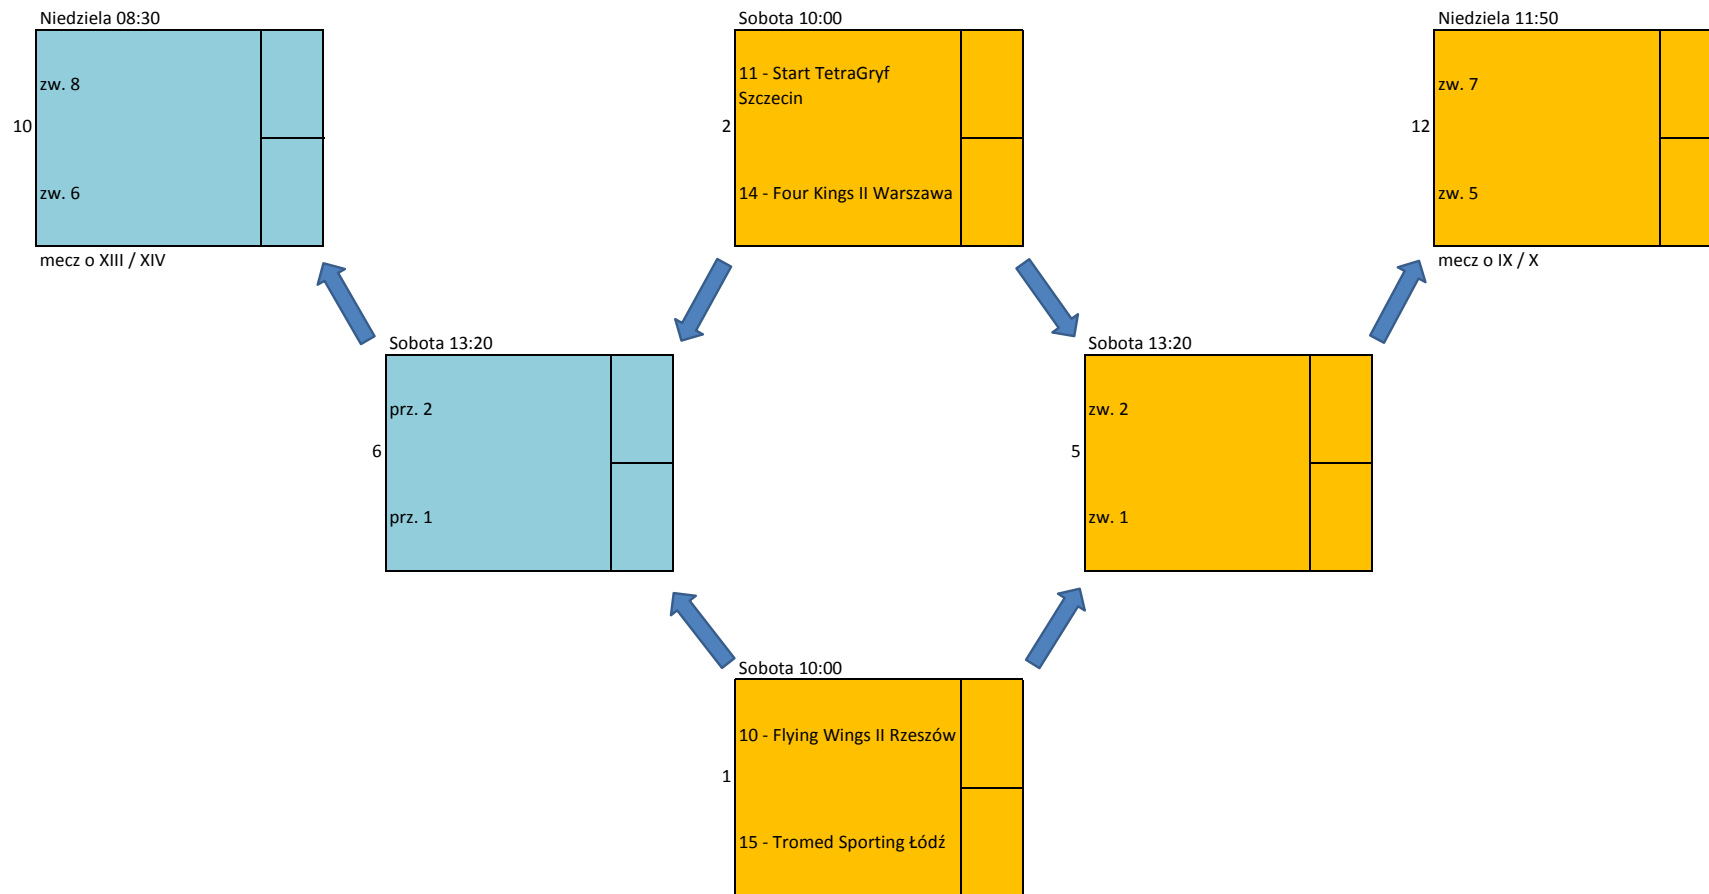 Niedziela 08:30
Sobota 10:00
Niedziela 11:50
zw. 8
10
zw. 6
mecz o XIII / XIV
11 - Start TetraGryf
Szczecin
2
14 - Four Kings II Warszawa
zw. 7
12
zw. 5
mecz o IX / X
Sobota 13:20
prz. 2
6
prz. 1
Sobota 13:20
zw. 2
5
zw. 1
Sobota 10:00
10 - Flying Wings II Rzeszów
1
15 - Tromed Sporting Łódź